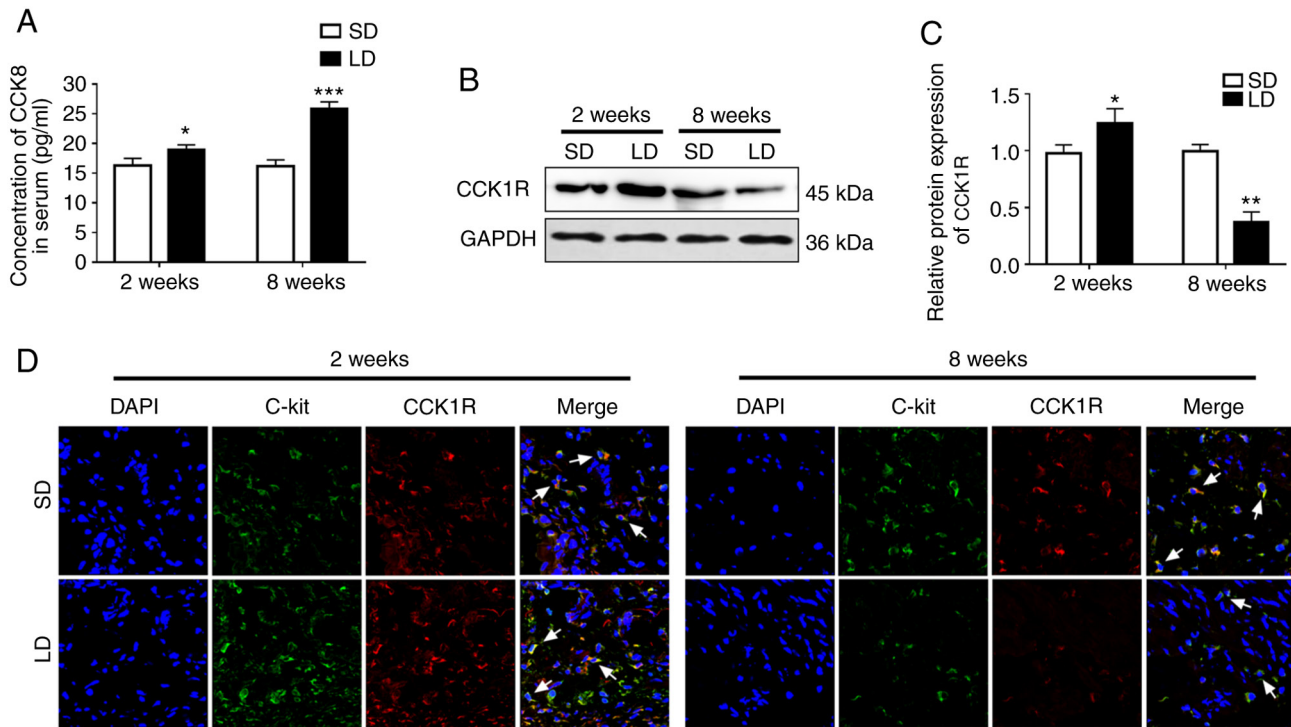 A
SD
LD
Concentration of CCK8
in serum (pg/ml)
30
25
20
15
10
5
0
*
***
2 weeks
8 weeks
B
2 weeks
8 weeks
SD
LD
SD
LD
CCK1R
45 kDa
GAPDH
36 kDa
C
SD
LD
Relative protein expression
of CCK1R
1.5
1.0
0.5
0.0
*
**
2 weeks
8 weeks
D
2 weeks
8 weeks
DAPI
C-kit
CCK1R
Merge
DAPI
C-kit
CCK1R
Merge
SD
LD